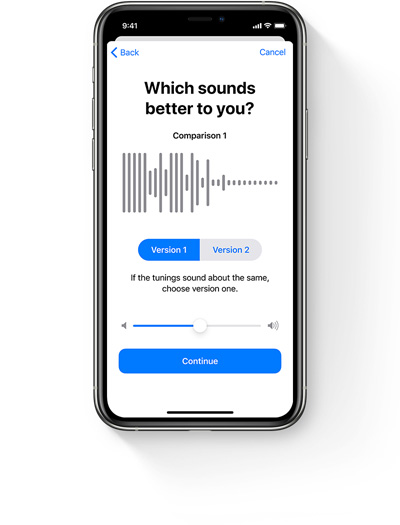 9:41
Back
Cancel
Which sounds
better to you?
Comparison 1
Version 1
Version 2
If the tunings sound about the same,
choose version one.
Continue